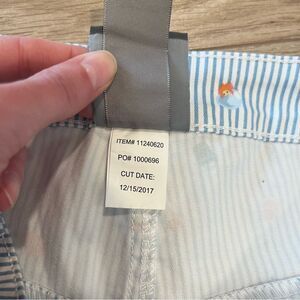 ITEM# 11240620
PO# 1000696
CUT DATE:
12/15/2017